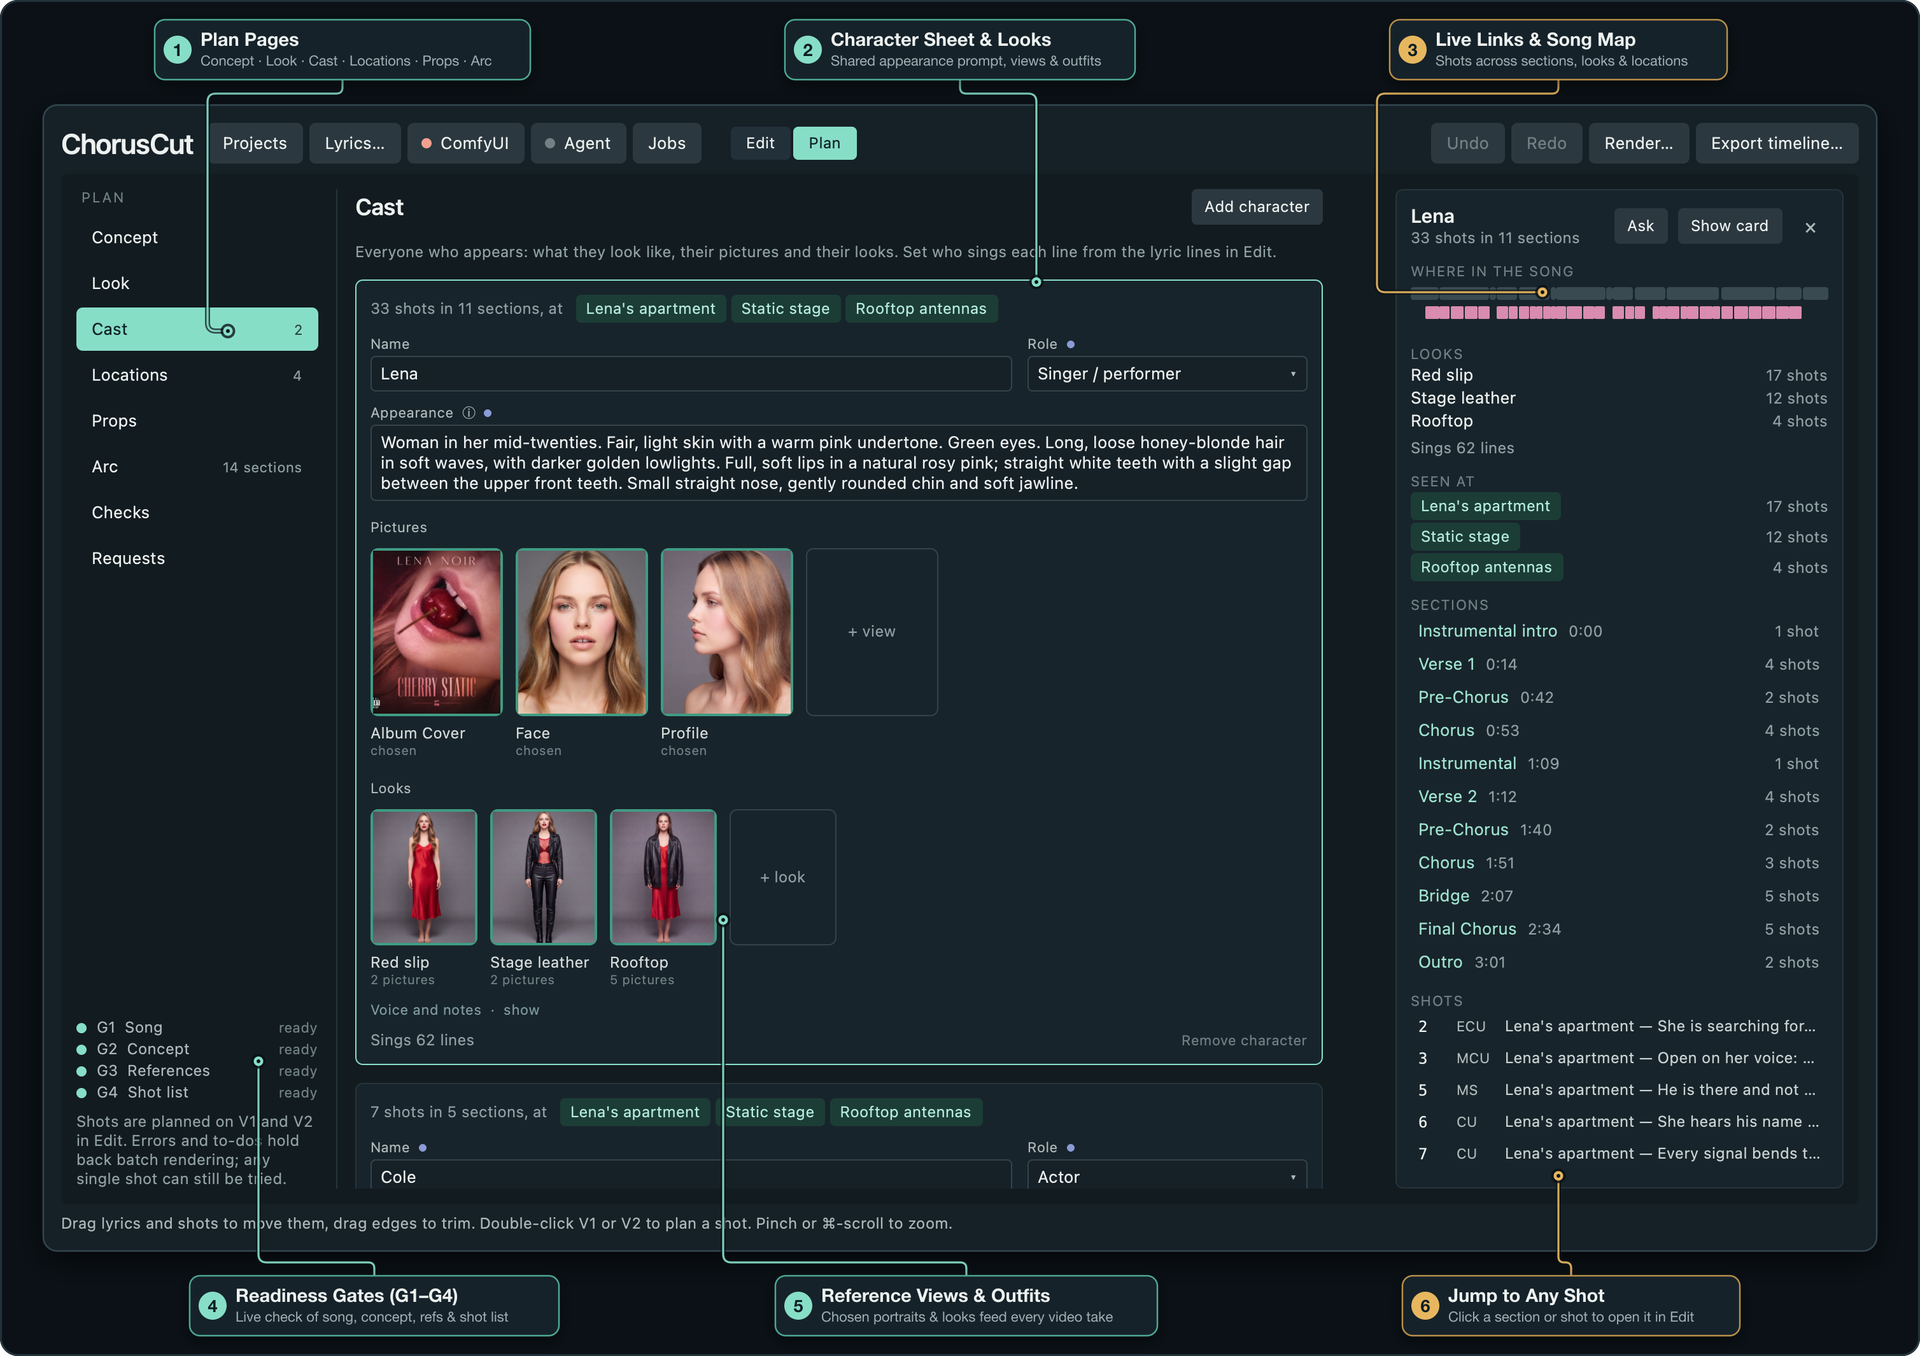 1 Plan Pages
Concept · Look · Cast · Locations · Props · Arc
2 Character Sheet & Looks
Shared appearance prompt, views & outfits
3 Live Links & Song Map
Shots across sections, looks & locations
ChorusCut
Projects
Lyrics...
ComfyUI
Agent
Jobs
Edit
Plan
Undo
Redo
Render...
Export timeline...
PLAN
Concept
Look
Cast 2
Locations 4
Props
Arc 14 sections
Checks
Requests
G1 Song ready
G2 Concept ready
G3 References ready
G4 Shot list ready
Shots are planned on V1 and V2
in Edit. Errors and to-dos hold
back batch rendering; any
single shot can still be tried.
Cast
Add character
Everyone who appears: what they look like, their pictures and their looks. Set who sings each line from the lyric lines in Edit.
33 shots in 11 sections, at Lena's apartment Static stage Rooftop antennas
Name
Lena
Role
Singer / performer
Appearance ⓘ
Woman in her mid-twenties. Fair, light skin with a warm pink undertone. Green eyes. Long, loose honey-blonde hair
in soft waves, with darker golden lowlights. Full, soft lips in a natural rosy pink; straight white teeth with a slight gap
between the upper front teeth. Small straight nose, gently rounded chin and soft jawline.
Pictures
LENA NOIR
CHERRY STATIC
+ view
Album Cover
chosen
Face
chosen
Profile
chosen
Looks
+ look
Red slip
2 pictures
Stage leather
2 pictures
Rooftop
5 pictures
Voice and notes · show
Sings 62 lines
Remove character
7 shots in 5 sections, at Lena's apartment Static stage Rooftop antennas
Name
Cole
Role
Actor
Lena
33 shots in 11 sections
Ask
Show card
×
WHERE IN THE SONG
LOOKS
Red slip 17 shots
Stage leather 12 shots
Rooftop 4 shots
Sings 62 lines
SEEN AT
Lena's apartment 17 shots
Static stage 12 shots
Rooftop antennas 4 shots
SECTIONS
Instrumental intro 0:00 1 shot
Verse 1 0:14 4 shots
Pre-Chorus 0:42 2 shots
Chorus 0:53 4 shots
Instrumental 1:09 1 shot
Verse 2 1:12 4 shots
Pre-Chorus 1:40 2 shots
Chorus 1:51 3 shots
Bridge 2:07 5 shots
Final Chorus 2:34 5 shots
Outro 3:01 2 shots
SHOTS
2 ECU Lena's apartment — She is searching for...
3 MCU Lena's apartment — Open on her voice: ...
5 MS Lena's apartment — He is there and not ...
6 CU Lena's apartment — She hears his name ...
7 CU Lena's apartment — Every signal bends t...
Drag lyrics and shots to move them, drag edges to trim. Double-click V1 or V2 to plan a shot. Pinch or ⌘-scroll to zoom.
4 Readiness Gates (G1–G4)
Live check of song, concept, refs & shot list
5 Reference Views & Outfits
Chosen portraits & looks feed every video take
6 Jump to Any Shot
Click a section or shot to open it in Edit